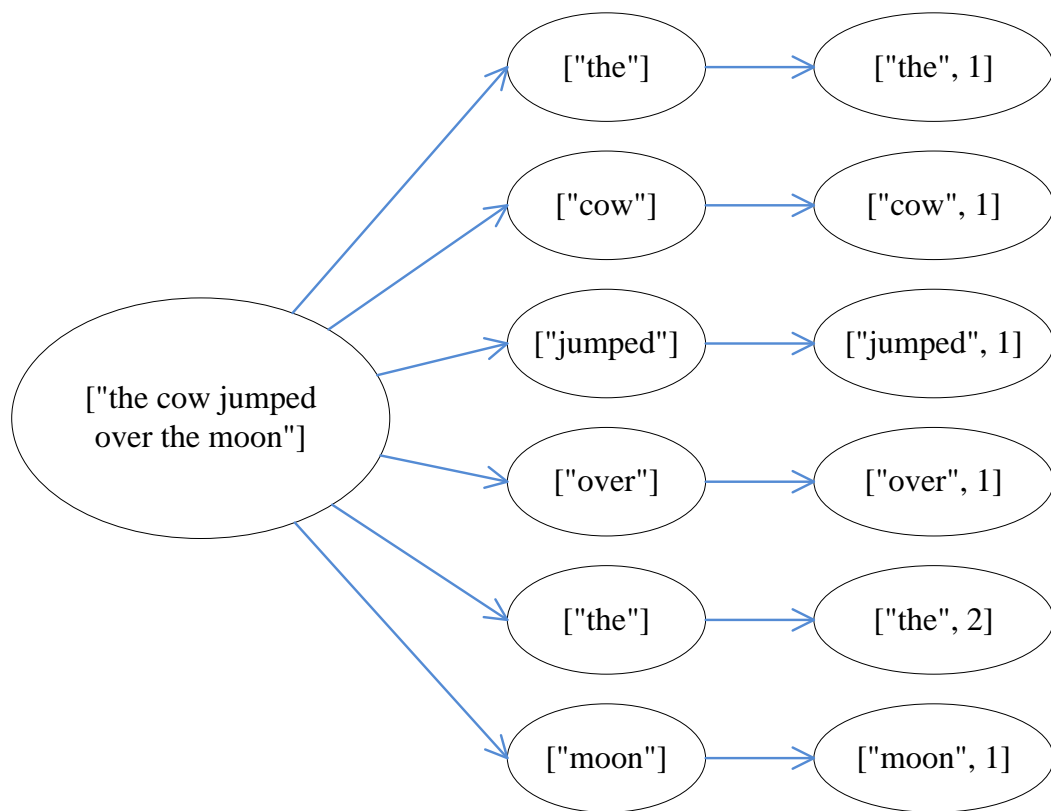 ["the"]
["the", 1]
["cow"]
["cow", 1]
["jumped"]
["jumped", 1]
["the cow jumped
over the moon"]
["over"]
["over", 1]
["the"]
["the", 2]
["moon"]
["moon", 1]